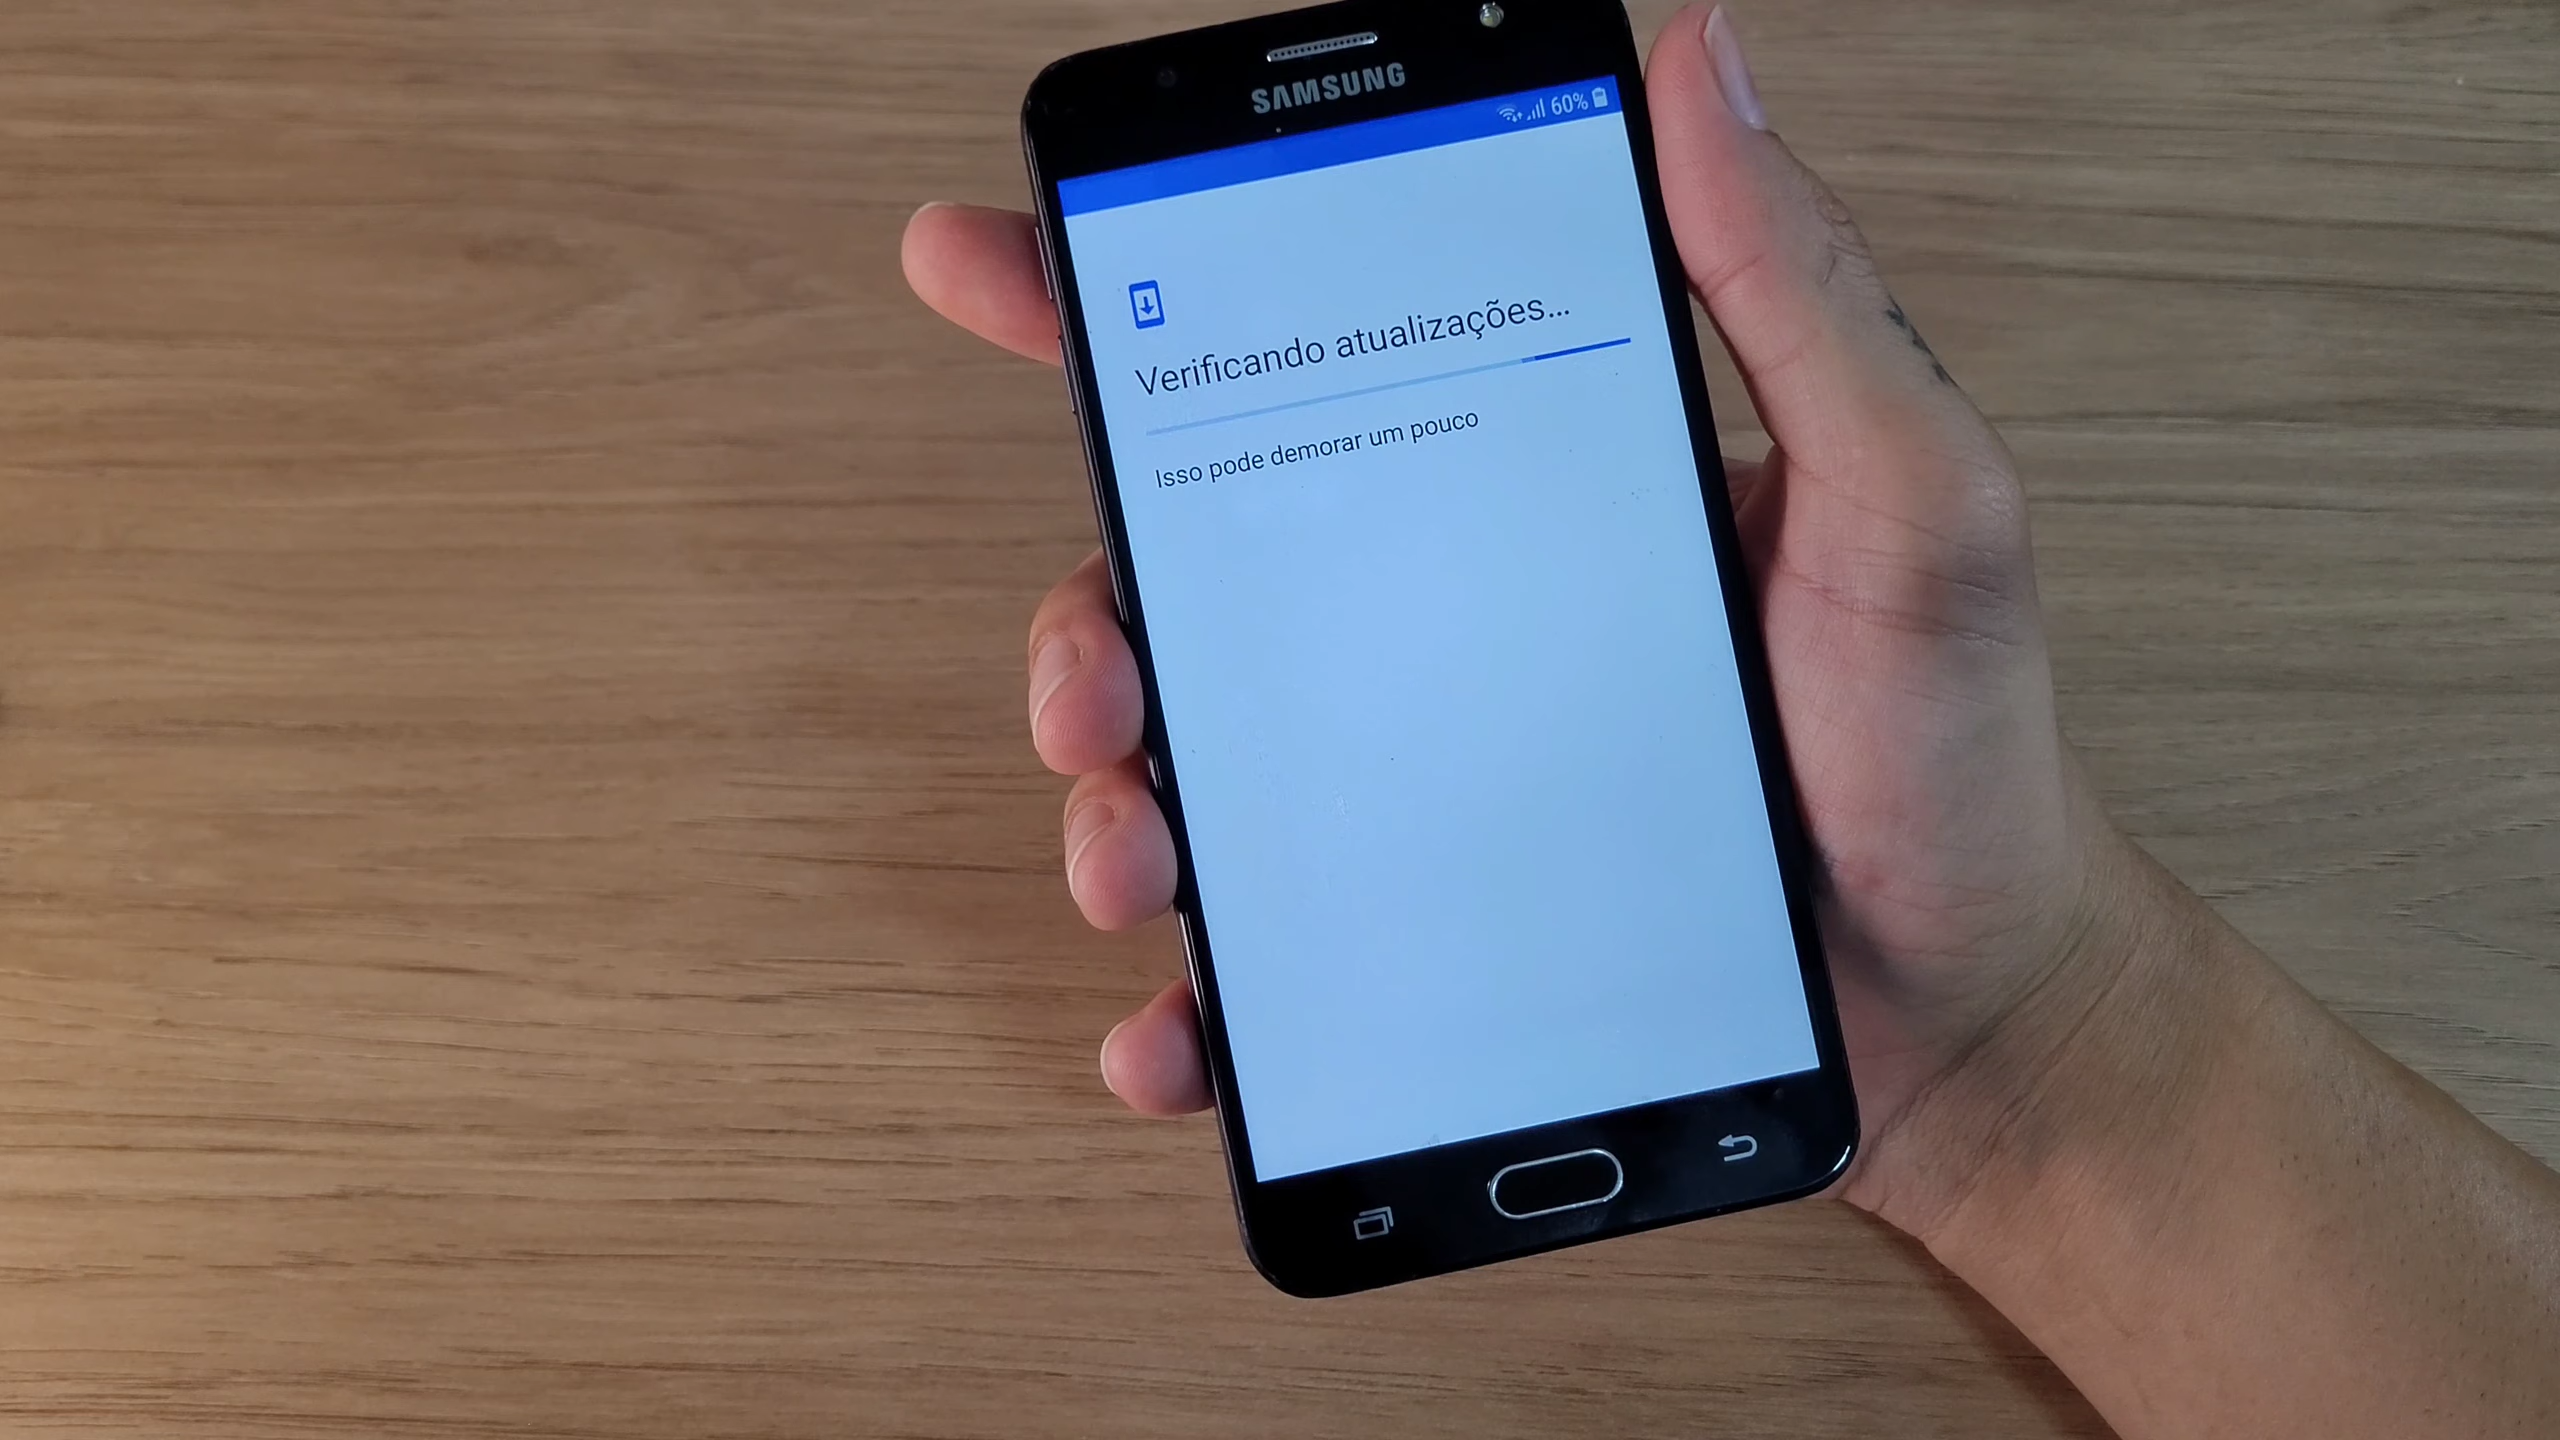 SAMSUNG
60%
Verificando atualizações...
Isso pode demorar um pouco